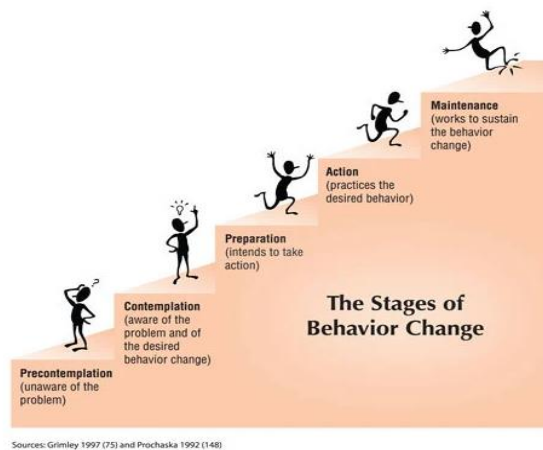 Maintenance
(works to sustain
the behavior
change)
Action
(practices the
desired behavior)
Preparation
(intends to take
action)
Contemplation
(aware of the
problem and of
the desired
behavior change)
Precontemplation
(unaware of the
problem)
The Stages of
Behavior Change
Sources: Grimley 1997 (75) and Prochaska 1992 (148)
?